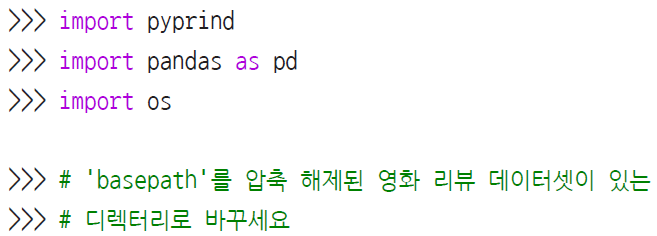 >>> import pyprind
>>> import pandas as pd
>>> import os
>>> # 'basepath'를 압축 해제된 영화 리뷰 데이터셋이 있는
>>> # 디렉터리로 바꾸세요